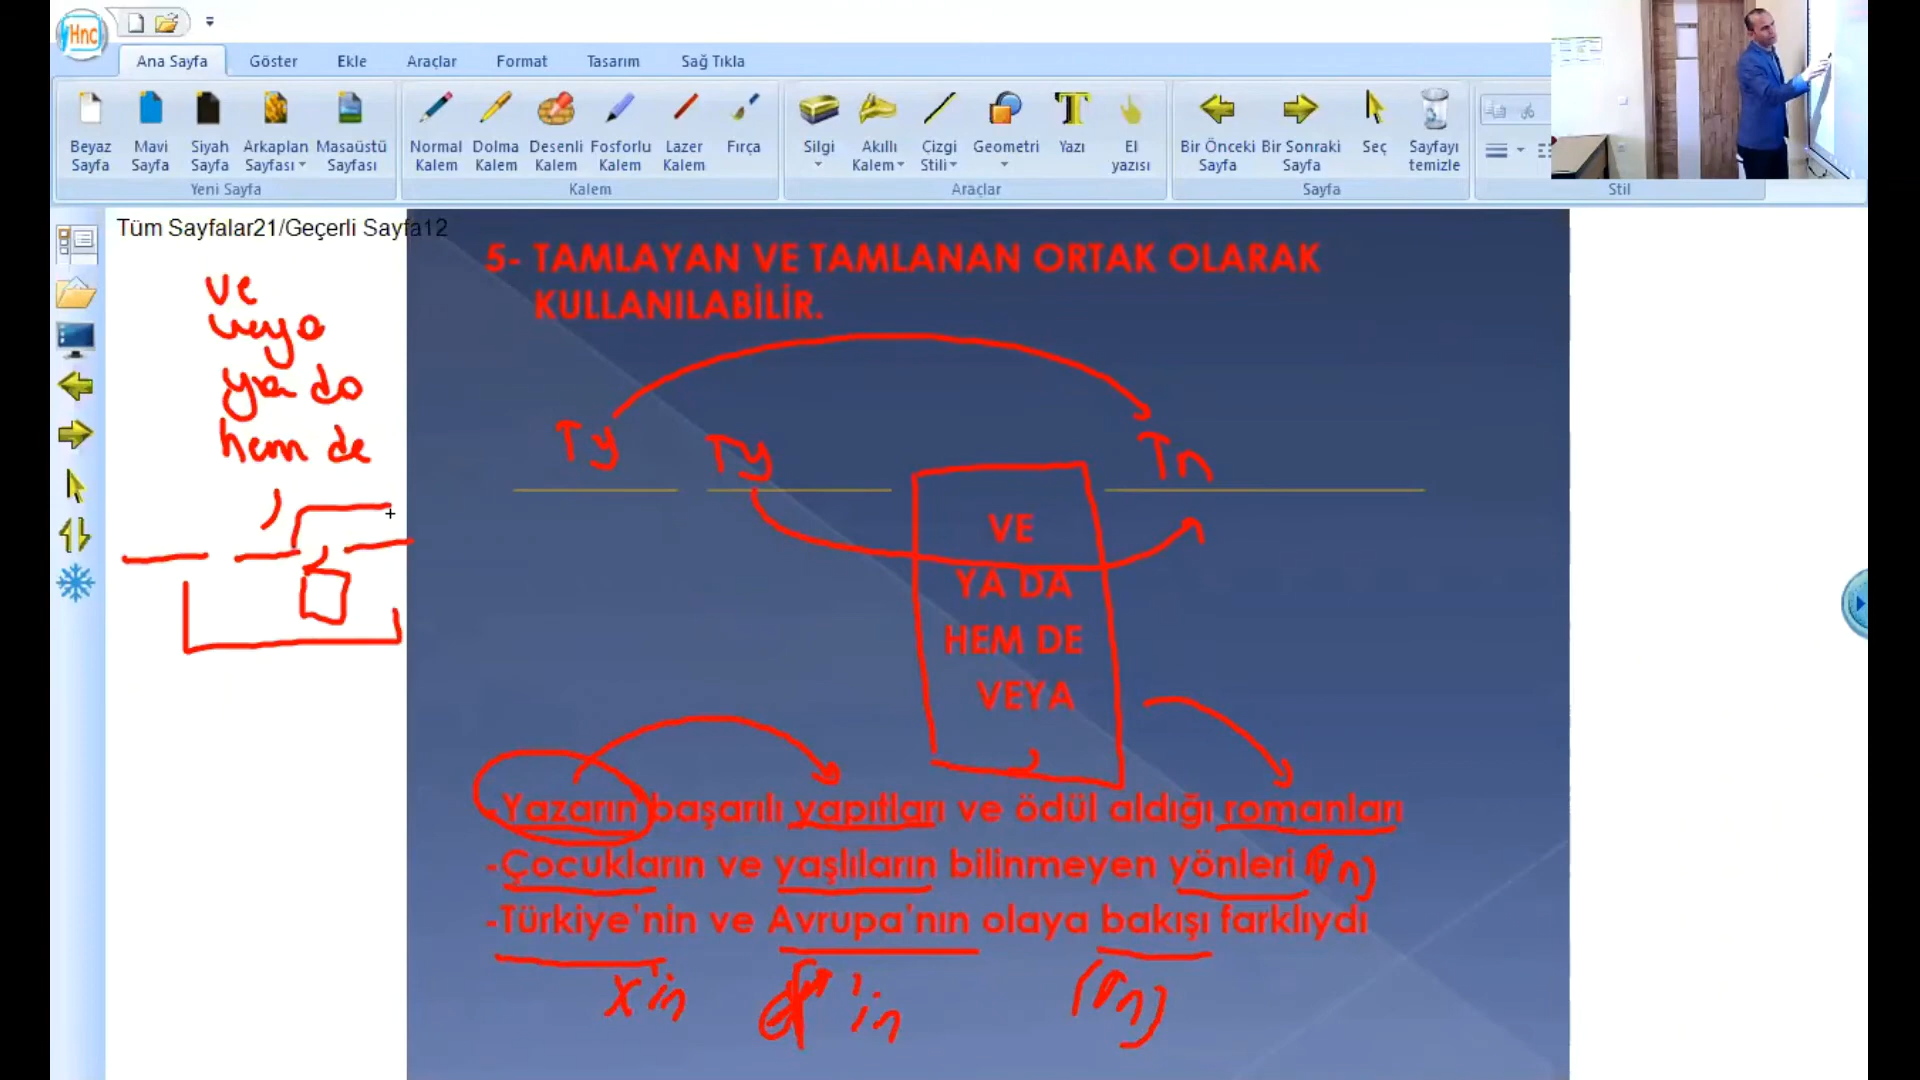 Hnc
Ana Sayfa Göster Ekle Araçlar Format Tasarım Sağ Tıkla
Beyaz Sayfa Mavi Sayfa Siyah Sayfa Arkaplan Sayfası Masaüstü Sayfası
Yeni Sayfa
Normal Kalem Dolma Kalem Desenli Kalem Fosforlu Kalem Lazer Kalem Fırça
Kalem
Silgi Akıllı Kalem Çizgi Stili Geometri Yazı El yazısı
Araçlar
Bir Önceki Sayfa Bir Sonraki Sayfa Seç Sayfayı temizle
Sayfa
Stil
Tüm Sayfalar21/Geçerli Sayfa12
ve
veya
ya da
hem de
,
5- TAMLAYAN VE TAMLANAN ORTAK OLARAK
KULLANILABİLİR.
Ty Ty Tn
VE
YA DA
HEM DE
VEYA
-Yazarın başarılı yapıtları ve ödül aldığı romanları
-Çocukların ve yaşlıların bilinmeyen yönleri (Tn)
-Türkiye'nin ve Avrupa'nın olaya bakışı farklıydı
X'in 'in (Tn)